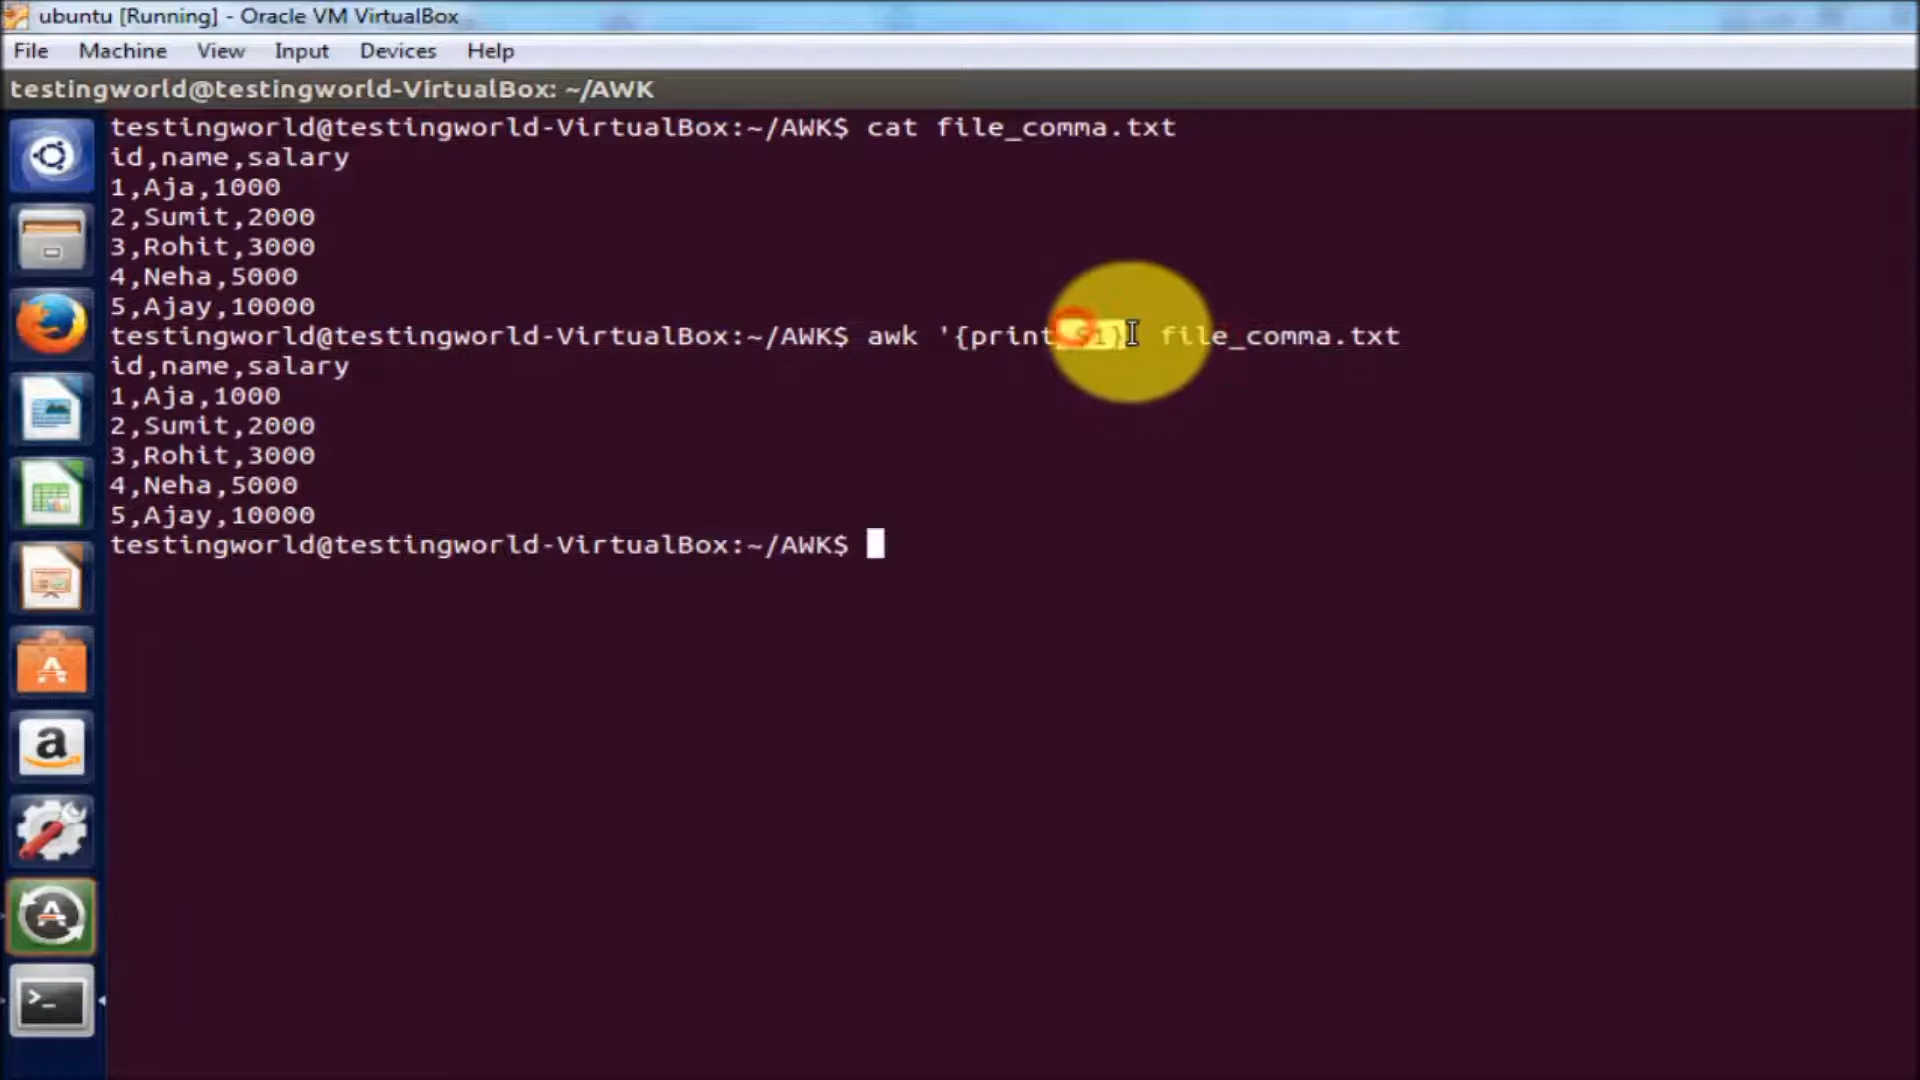 ubuntu [Running] - Oracle VM VirtualBox
File Machine View Input Devices Help
testingworld@testingworld-VirtualBox: ~/AWK
testingworld@testingworld-VirtualBox:~/AWK$ cat file_comma.txt
id,name,salary
1,Aja,1000
2,Sumit,2000
3,Rohit,3000
4,Neha,5000
5,Ajay,10000
testingworld@testingworld-VirtualBox:~/AWK$ awk '{print $1}' file_comma.txt
id,name,salary
1,Aja,1000
2,Sumit,2000
3,Rohit,3000
4,Neha,5000
5,Ajay,10000
testingworld@testingworld-VirtualBox:~/AWK$